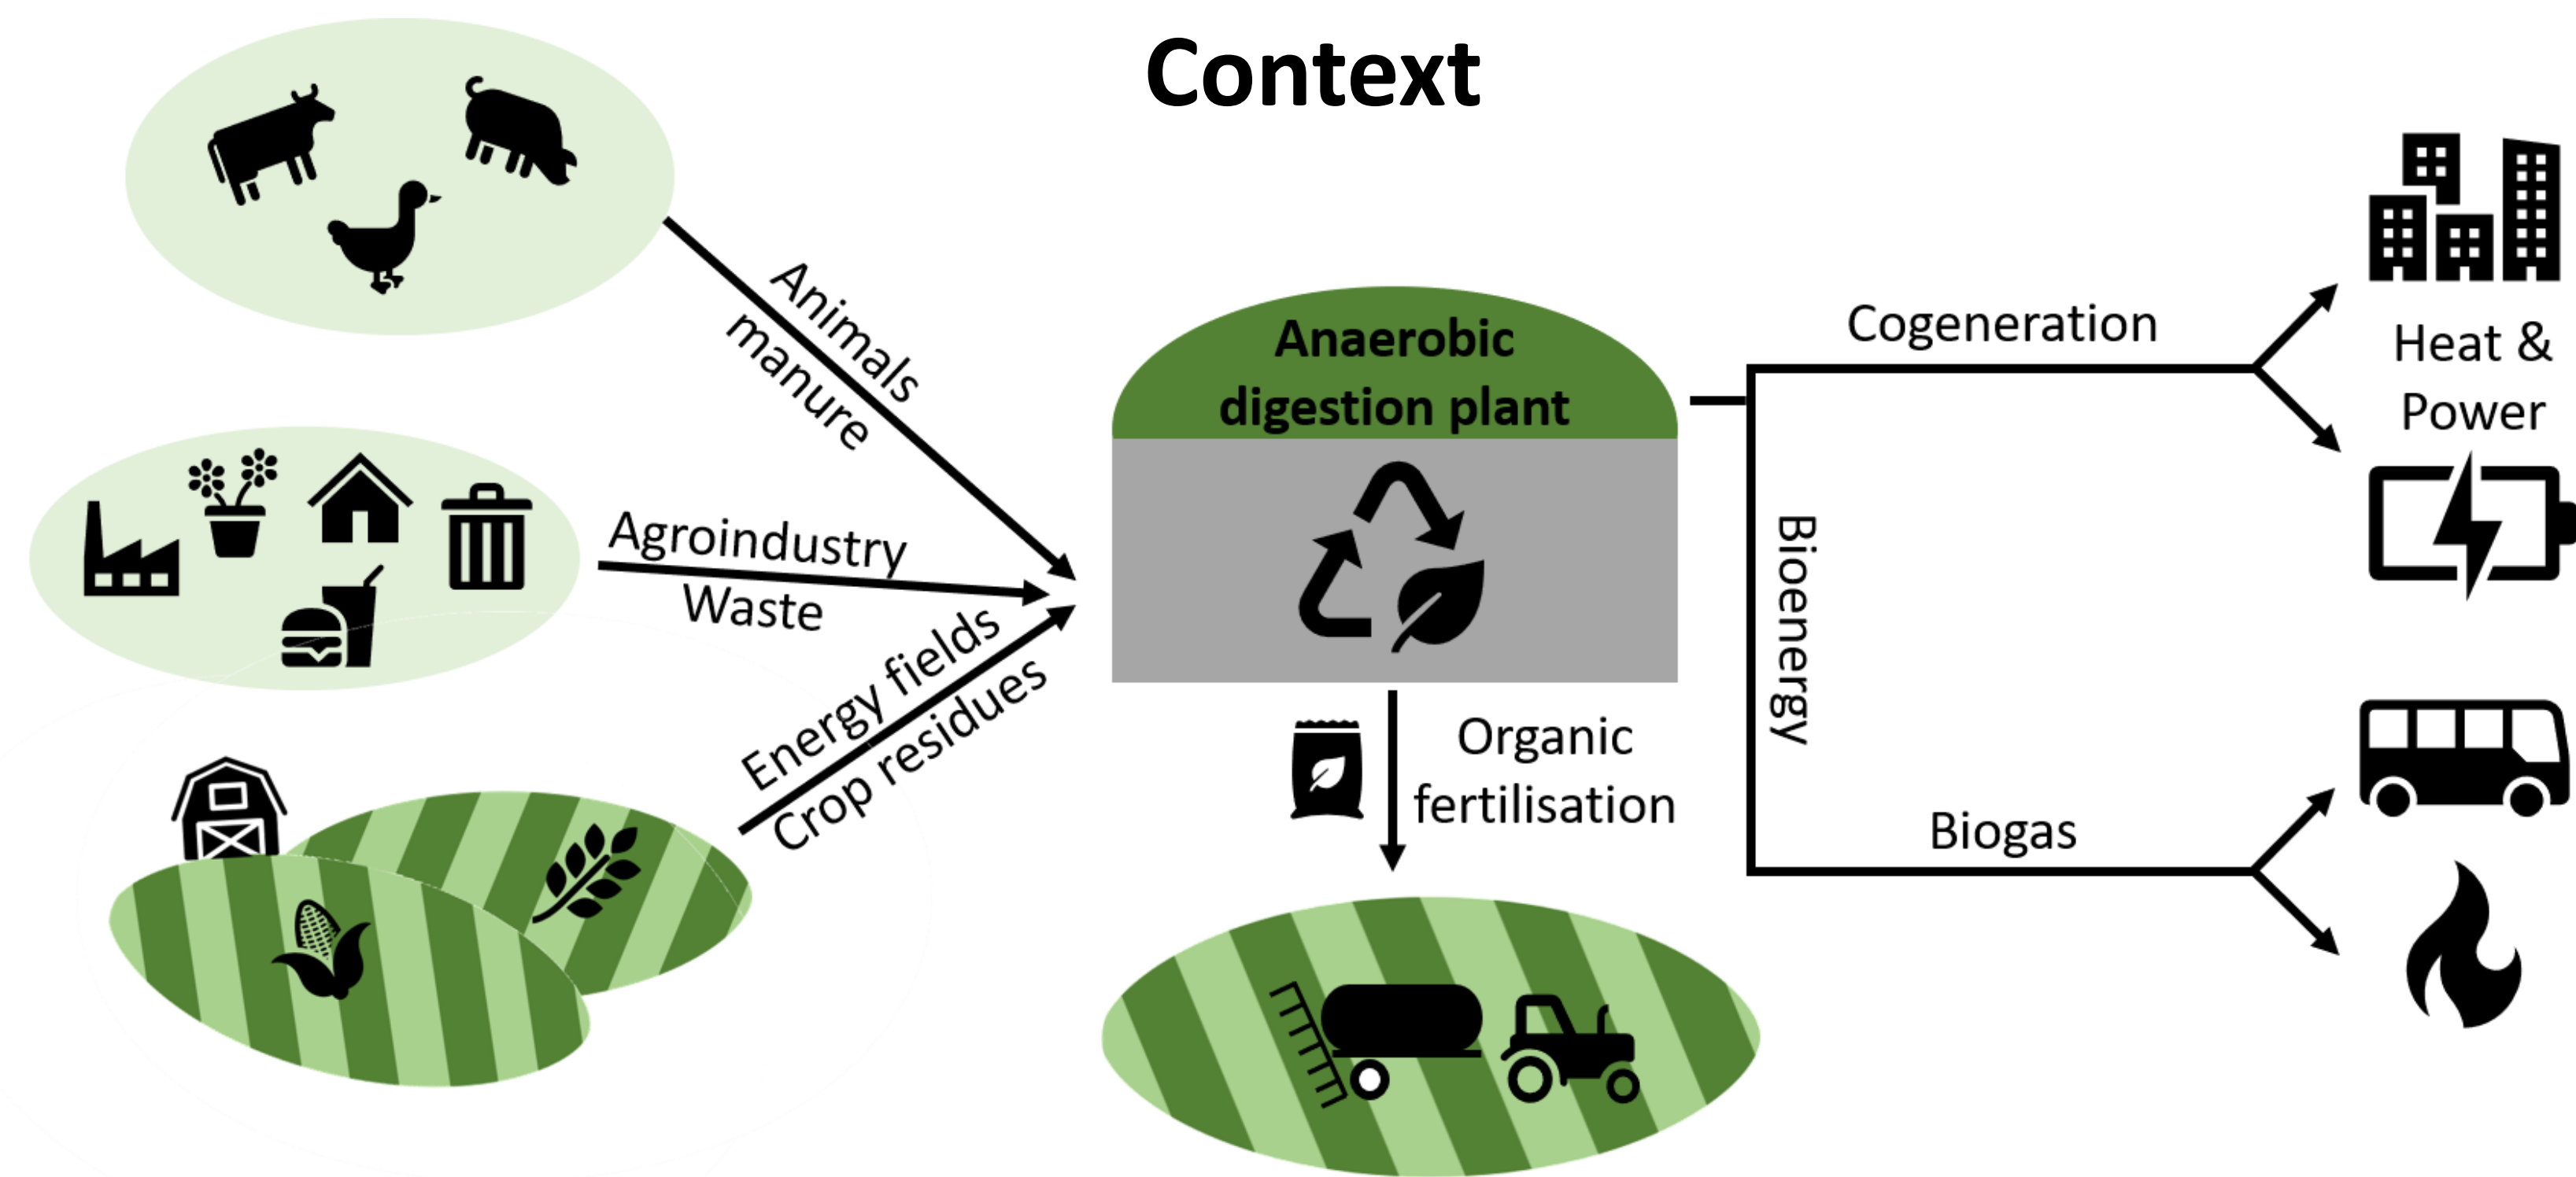 Context
Animals
manure
Agroindustry
Waste
Energy fields
Crop residues
Anaerobic
digestion plant
Organic
fertilisation
Bioenergy
Cogeneration
Heat &
Power
Biogas